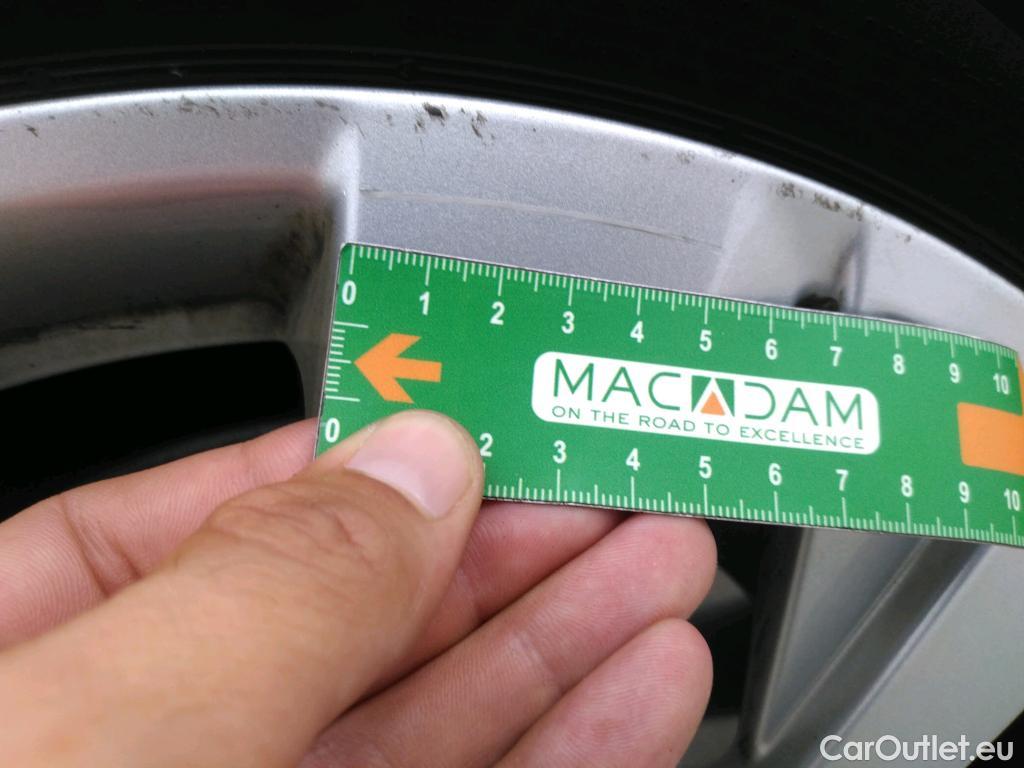 0 1 2 3 4 5 6 7 8 9 10
MACADAM
ON THE ROAD TO EXCELLENCE
0 2 3 4 5 6 7 8 9 10
CarOutlet.eu